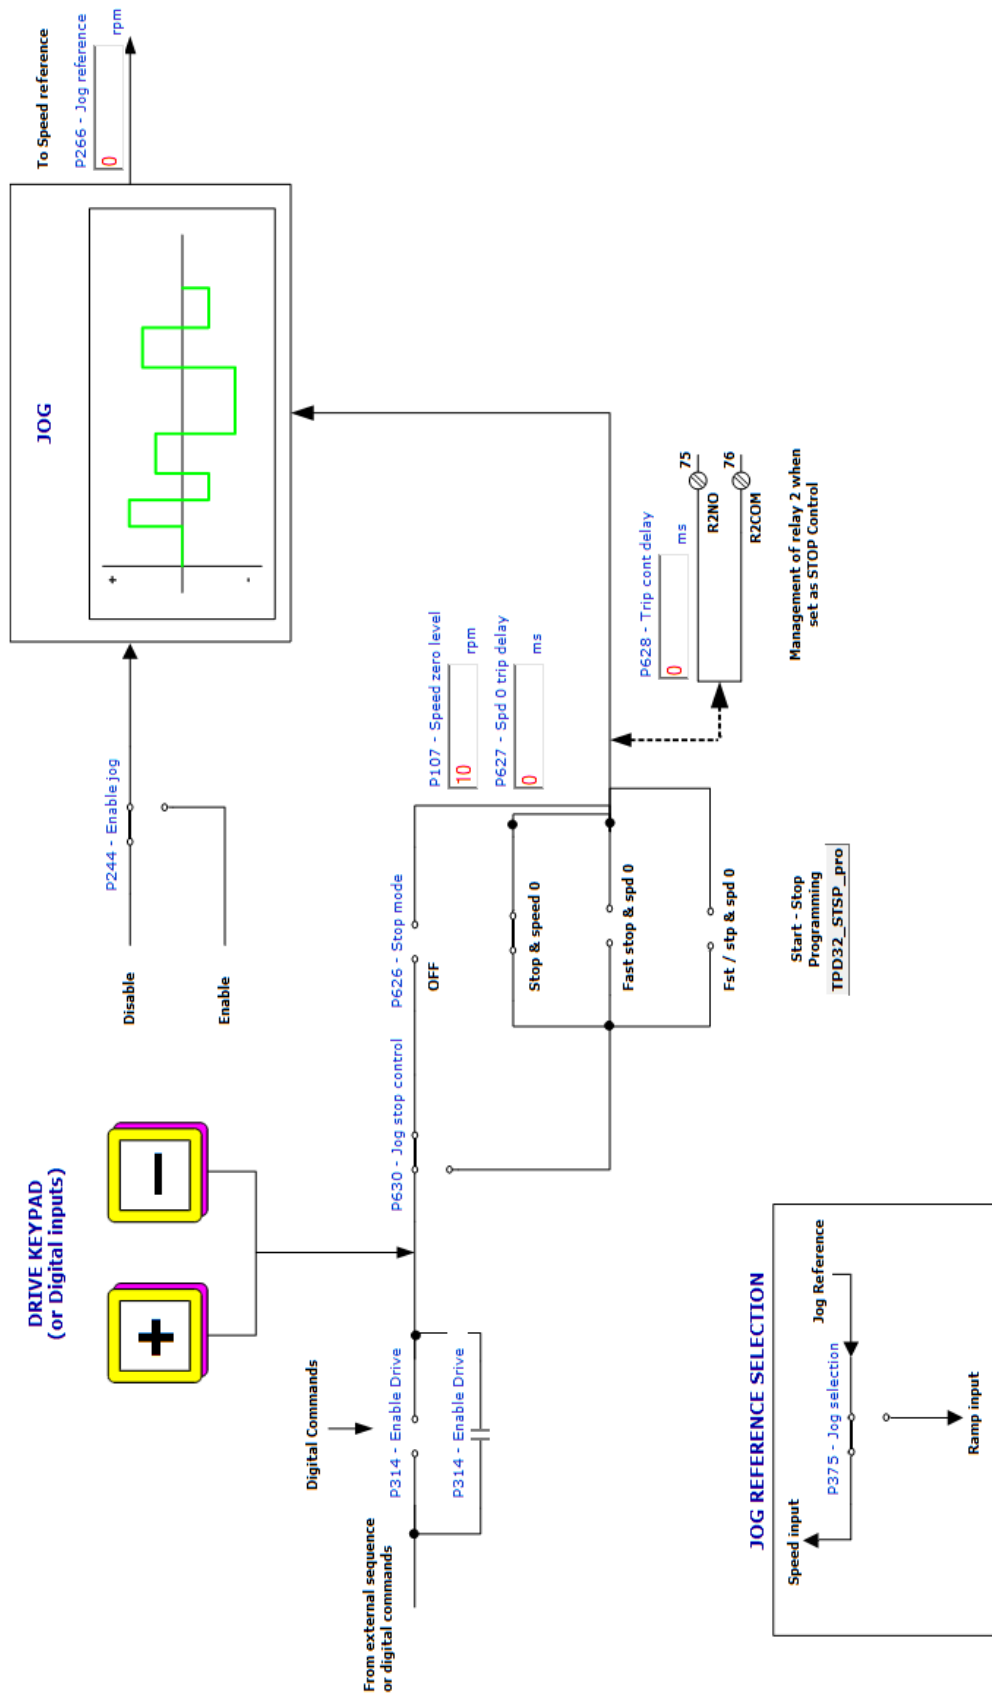 DRIVE KEYPAD
(or Digital inputs)
+
−
Disable
Enable
P244 - Enable jog
JOG
+
-
To Speed reference
P266 - Jog reference
0
rpm
From external sequence
or digital commands
Digital Commands
P314 - Enable Drive
P314 - Enable Drive
P630 - Jog stop control
P626 - Stop mode
OFF
Stop & speed 0
Fast stop & spd 0
Fst / stp & spd 0
P107 - Speed zero level
10
rpm
P627 - Spd 0 trip delay
0
ms
P628 - Trip cont delay
0
ms
75
R2NO
76
R2COM
Management of relay 2 when
set as STOP Control
Start - Stop
Programming
TPD32_STSP_pro
JOG REFERENCE SELECTION
Speed input
P375 - Jog selection
Jog Reference
Ramp input